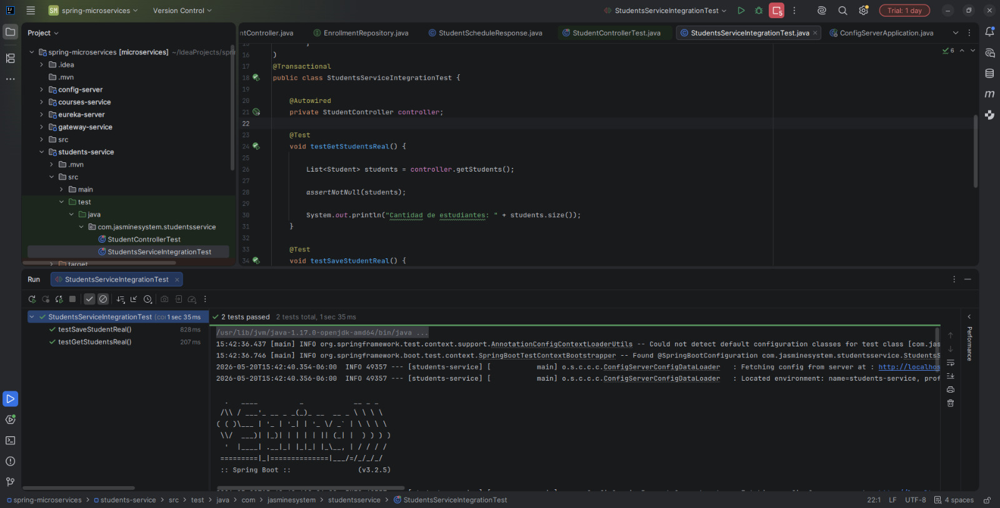 SM spring-microservices Version Control StudentsServiceIntegrationTest 5 Trial: 1 day
Project
spring-microservices [microservices] ~/IdeaProjects/spri
.idea
.mvn
config-server
courses-service
eureka-server
gateway-service
src
students-service
.mvn
src
main
test
java
com.jasminesystem.studentsservice
StudentControllerTest
StudentsServiceIntegrationTest
target
ntController.java EnrollmentRepository.java StudentScheduleResponse.java StudentControllerTest.java StudentsServiceIntegrationTest.java ConfigServerApplication.java
6
15 }
16 )
17 @Transactional
18 public class StudentsServiceIntegrationTest {
19
20 @Autowired
21 private StudentController controller;
22
23 @Test
24 void testGetStudentsReal() {
25
26 List<Student> students = controller.getStudents();
27
28 assertNotNull(students);
29
30 System.out.println("Cantidad de estudiantes: " + students.size());
31 }
32
33 @Test
34 void testSaveStudentReal() {
Run StudentsServiceIntegrationTest
StudentsServiceIntegrationTest (co 1 sec 35 ms
testSaveStudentReal() 828 ms
testGetStudentsReal() 207 ms
2 tests passed 2 tests total, 1 sec 35 ms
/usr/lib/jvm/java-1.17.0-openjdk-amd64/bin/java ...
15:42:36.437 [main] INFO org.springframework.test.context.support.AnnotationConfigContextLoaderUtils -- Could not detect default configuration classes for test class [com.jas
15:42:36.746 [main] INFO org.springframework.boot.test.context.SpringBootTestContextBootstrapper -- Found @SpringBootConfiguration com.jasminesystem.studentsservice.StudentsS
2026-05-20T15:42:40.354-06:00 INFO 49357 --- [students-service] [ main] o.s.c.c.c.ConfigServerConfigDataLoader : Fetching config from server at : http://localhos
2026-05-20T15:42:40.356-06:00 INFO 49357 --- [students-service] [ main] o.s.c.c.c.ConfigServerConfigDataLoader : Located environment: name=students-service, prof
:: Spring Boot :: (v3.2.5)
Performance
spring-microservices > students-service > src > test > java > com > jasminesystem > studentsservice > StudentsServiceIntegrationTest
22:1 LF UTF-8 4 spaces